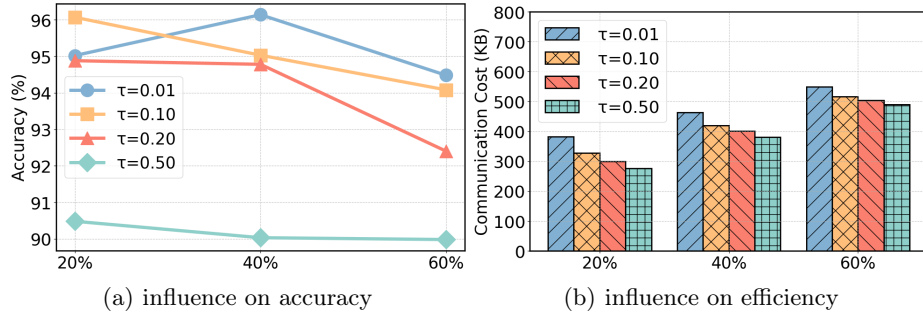 96
95
94
93
92
91
90
Accuracy (%)
τ=0.01
τ=0.10
τ=0.20
τ=0.50
20%
40%
60%
(a) influence on accuracy
800
700
600
500
400
300
200
100
0
Communication Cost (KB)
τ=0.01
τ=0.10
τ=0.20
τ=0.50
20%
40%
60%
(b) influence on efficiency